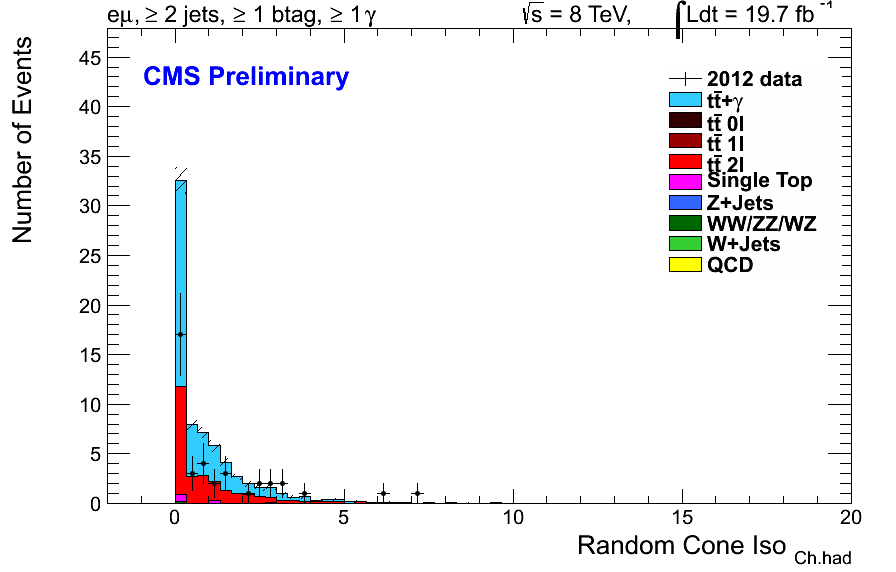 eμ, ≥ 2 jets, ≥ 1 btag, ≥ 1 γ
√s = 8 TeV, ∫Ldt = 19.7 fb⁻¹
CMS Preliminary
Number of Events
45
40
35
30
25
20
15
10
5
0
2012 data
tt̄+γ
tt̄ 0l
tt̄ 1l
tt̄ 2l
Single Top
Z+Jets
WW/ZZ/WZ
W+Jets
QCD
0 5 10 15 20
Random Cone Iso Ch.had